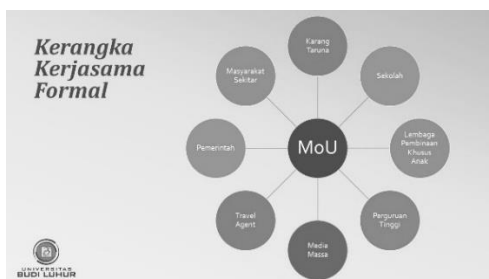 Kerangka
Kerjasama
Formal
Karang
Taruna
Masyarakat
Sekitar
Sekolah
Pemerintah
MoU
Lembaga
Pembinaan
Khusus
Anak
Travel
Agent
Perguruan
Tinggi
Media
Massa
UNIVERSITAS
BUDI LUHUR